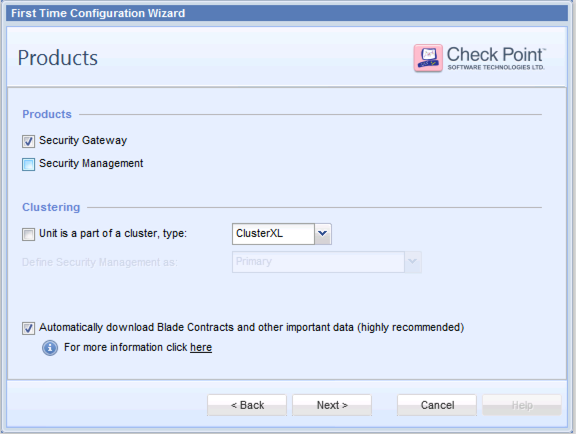 First Time Configuration Wizard
Products
Check Point™
SOFTWARE TECHNOLOGIES LTD.
Products
Security Gateway
Security Management
Clustering
Unit is a part of a cluster, type: ClusterXL
Define Security Management as: Primary
Automatically download Blade Contracts and other important data (highly recommended)
For more information click here
< Back Next > Cancel Help